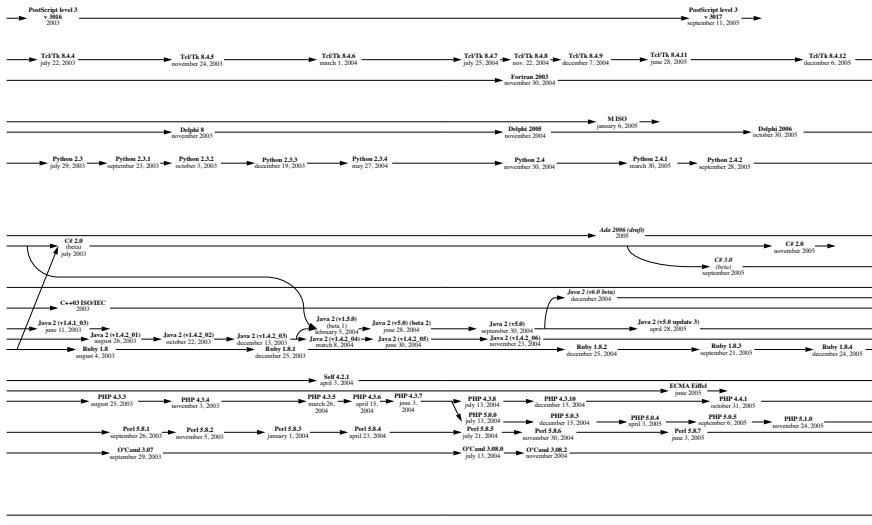 PostScript level 3
v 3016
2003
PostScript level 3
v 3017
september 11, 2005
Tcl/Tk 8.4.4
july 22, 2003
Tcl/Tk 8.4.5
november 24, 2003
Tcl/Tk 8.4.6
march 1, 2004
Tcl/Tk 8.4.7
july 25, 2004
Tcl/Tk 8.4.8
nov. 22, 2004
Tcl/Tk 8.4.9
december 7, 2004
Tcl/Tk 8.4.11
june 28, 2005
Tcl/Tk 8.4.12
december 6, 2005
Fortran 2003
november 30, 2004
M ISO
january 6, 2005
Delphi 8
november 2003
Delphi 2005
november 2004
Delphi 2006
october 30, 2005
Python 2.3
july 29, 2003
Python 2.3.1
september 23, 2003
Python 2.3.2
october 3, 2003
Python 2.3.3
december 19, 2003
Python 2.3.4
may 27, 2004
Python 2.4
november 30, 2004
Python 2.4.1
march 30, 2005
Python 2.4.2
september 28, 2005
Ada 2006 (draft)
2005
C# 2.0
(beta)
july 2003
C# 2.0
november 2005
C# 3.0
(beta)
september 2005
Java 2 (v6.0 beta)
december 2004
C++03 ISO/IEC
2003
Java 2 (v1.5.0)
(beta 1)
february 5, 2004
Java 2 (v1.4.1_03)
june 11, 2003
Java 2 (v5.0) (beta 2)
june 28, 2004
Java 2 (v5.0)
september 30, 2004
Java 2 (v5.0 update 3)
april 28, 2005
Java 2 (v1.4.2_01)
august 26, 2003
Java 2 (v1.4.2_02)
october 22, 2003
Java 2 (v1.4.2_03)
december 13, 2003
Java 2 (v1.4.2_04)
march 8, 2004
Java 2 (v1.4.2_05)
june 30, 2004
Java 2 (v1.4.2_06)
november 23, 2004
Ruby 1.8
august 4, 2003
Ruby 1.8.1
december 25, 2003
Ruby 1.8.2
december 25, 2004
Ruby 1.8.3
september 21, 2005
Ruby 1.8.4
december 24, 2005
Self 4.2.1
april 3, 2004
ECMA Eiffel
june 2005
PHP 4.3.3
august 25, 2003
PHP 4.3.4
november 3, 2003
PHP 4.3.5
march 26,
2004
PHP 4.3.6
april 15,
2004
PHP 4.3.7
june 3,
2004
PHP 4.3.8
july 13, 2004
PHP 4.3.10
december 15, 2004
PHP 4.4.1
october 31, 2005
PHP 5.0.0
july 13, 2004
PHP 5.0.3
december 15, 2004
PHP 5.0.4
april 3, 2005
PHP 5.0.5
september 6, 2005
PHP 5.1.0
november 24, 2005
Perl 5.8.1
september 26, 2003
Perl 5.8.2
november 5, 2003
Perl 5.8.3
january 1, 2004
Perl 5.8.4
april 23, 2004
Perl 5.8.5
july 21, 2004
Perl 5.8.6
november 30, 2004
Perl 5.8.7
june 3, 2005
O'Caml 3.07
september 29, 2003
O'Caml 3.08.0
july 13, 2004
O'Caml 3.08.2
november 2004